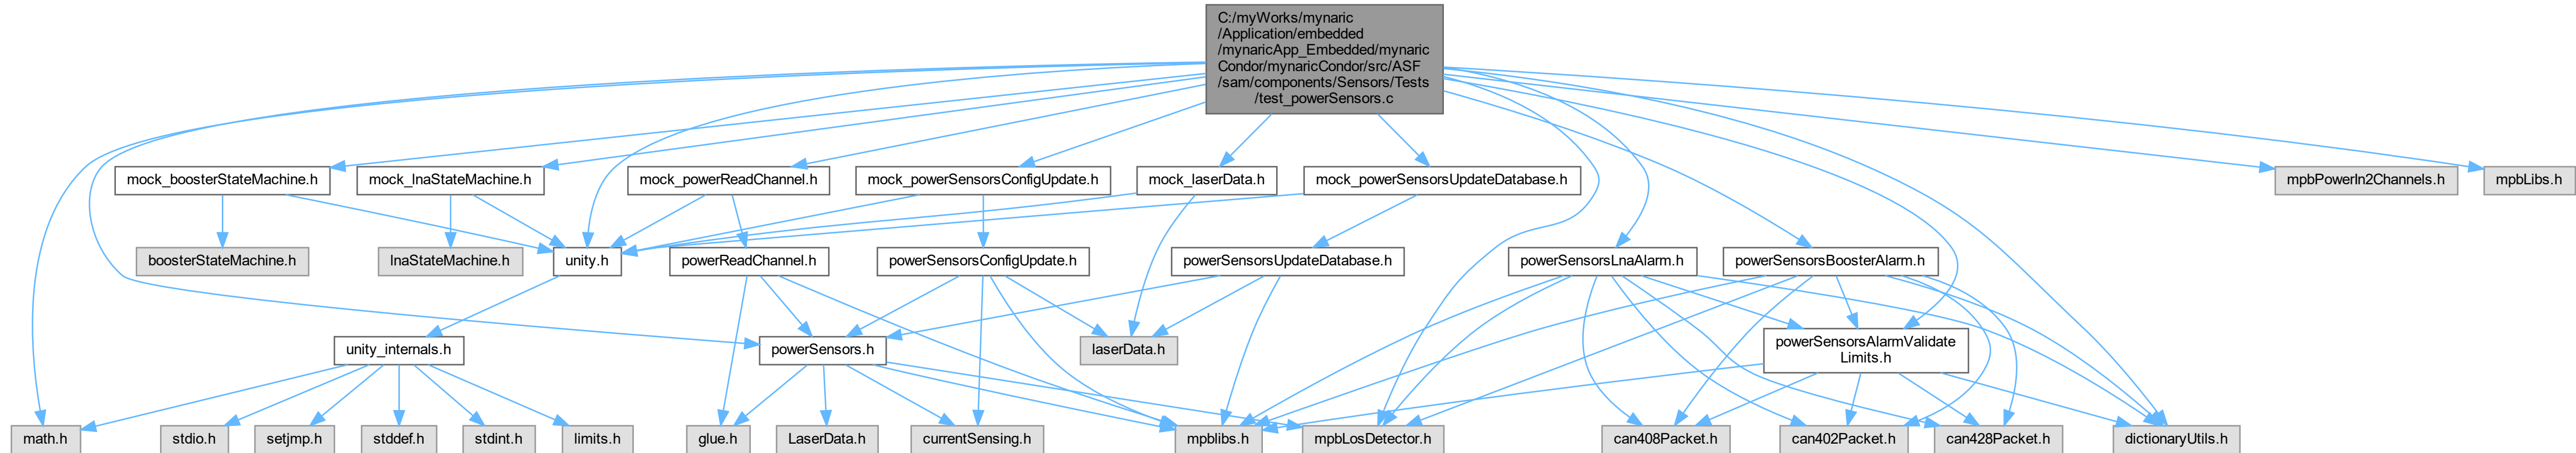 C:/myWorks/mynaric
/Application/embedded
/mynaricApp_Embedded/mynaric
Condor/mynaricCondor/src/ASF
/sam/components/Sensors/Tests
/test_powerSensors.c
mock_boosterStateMachine.h
mock_lnaStateMachine.h
mock_powerReadChannel.h
mock_powerSensorsConfigUpdate.h
mock_laserData.h
mock_powerSensorsUpdateDatabase.h
mpbPowerIn2Channels.h
mpbLibs.h
boosterStateMachine.h
lnaStateMachine.h
unity.h
powerReadChannel.h
powerSensorsConfigUpdate.h
powerSensorsUpdateDatabase.h
powerSensorsLnaAlarm.h
powerSensorsBoosterAlarm.h
unity_internals.h
powerSensors.h
laserData.h
powerSensorsAlarmValidate
Limits.h
math.h
stdio.h
setjmp.h
stddef.h
stdint.h
limits.h
glue.h
LaserData.h
currentSensing.h
mpblibs.h
mpbLosDetector.h
can408Packet.h
can402Packet.h
can428Packet.h
dictionaryUtils.h